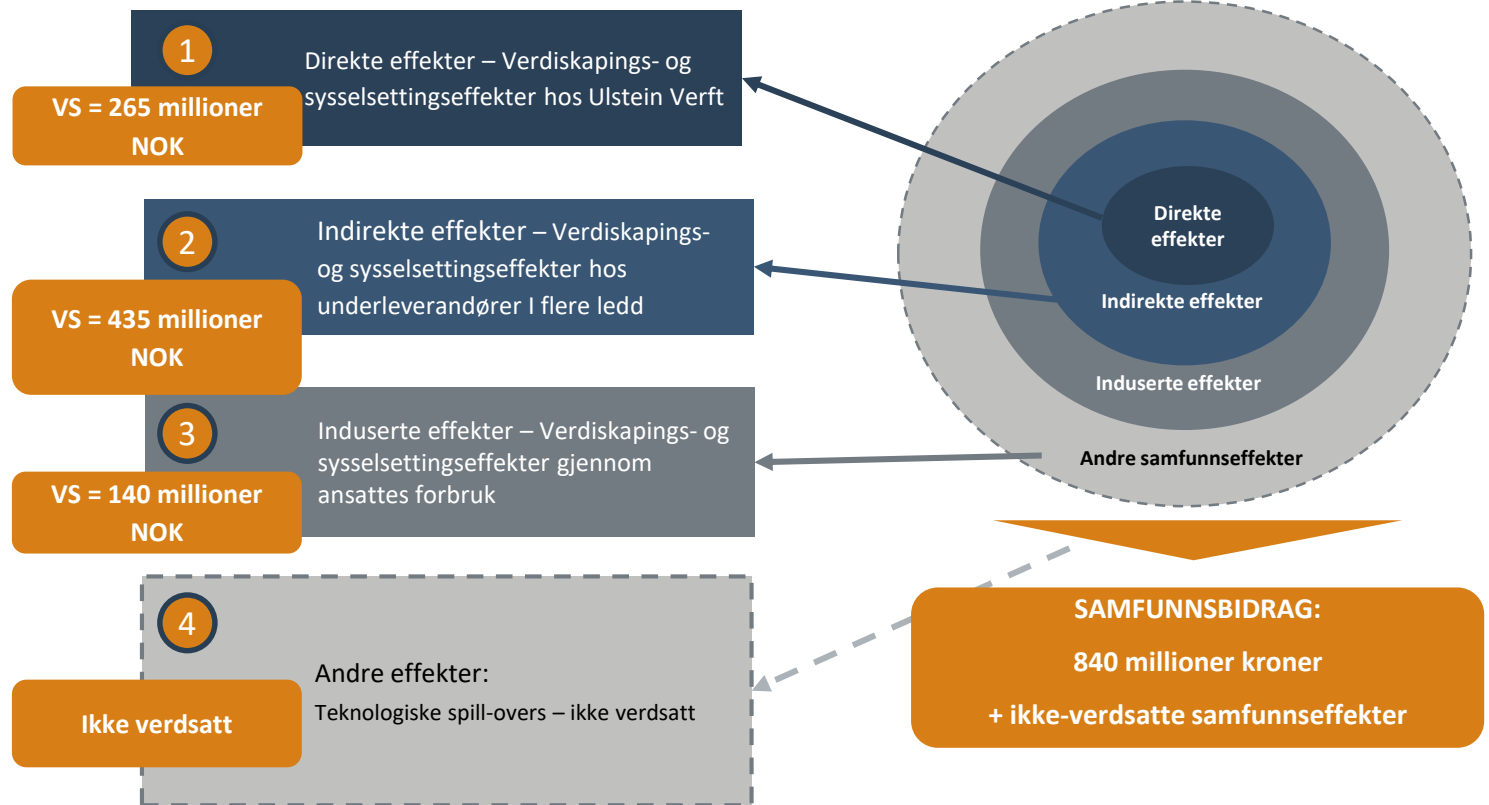 1
Direkte effekter – Verdiskapings- og
sysselsettingseffekter hos Ulstein Verft
VS = 265 millioner
NOK
2
Indirekte effekter – Verdiskapings-
og sysselsettingseffekter hos
underleverandører I flere ledd
VS = 435 millioner
NOK
3
Induserte effekter – Verdiskapings- og
sysselsettingseffekter gjennom
ansattes forbruk
VS = 140 millioner
NOK
4
Andre effekter:
Teknologiske spill-overs – ikke verdsatt
Ikke verdsatt
Direkte
effekter
Indirekte effekter
Induserte effekter
Andre samfunnseffekter
SAMFUNNSBIDRAG:
840 millioner kroner
+ ikke-verdsatte samfunnseffekter